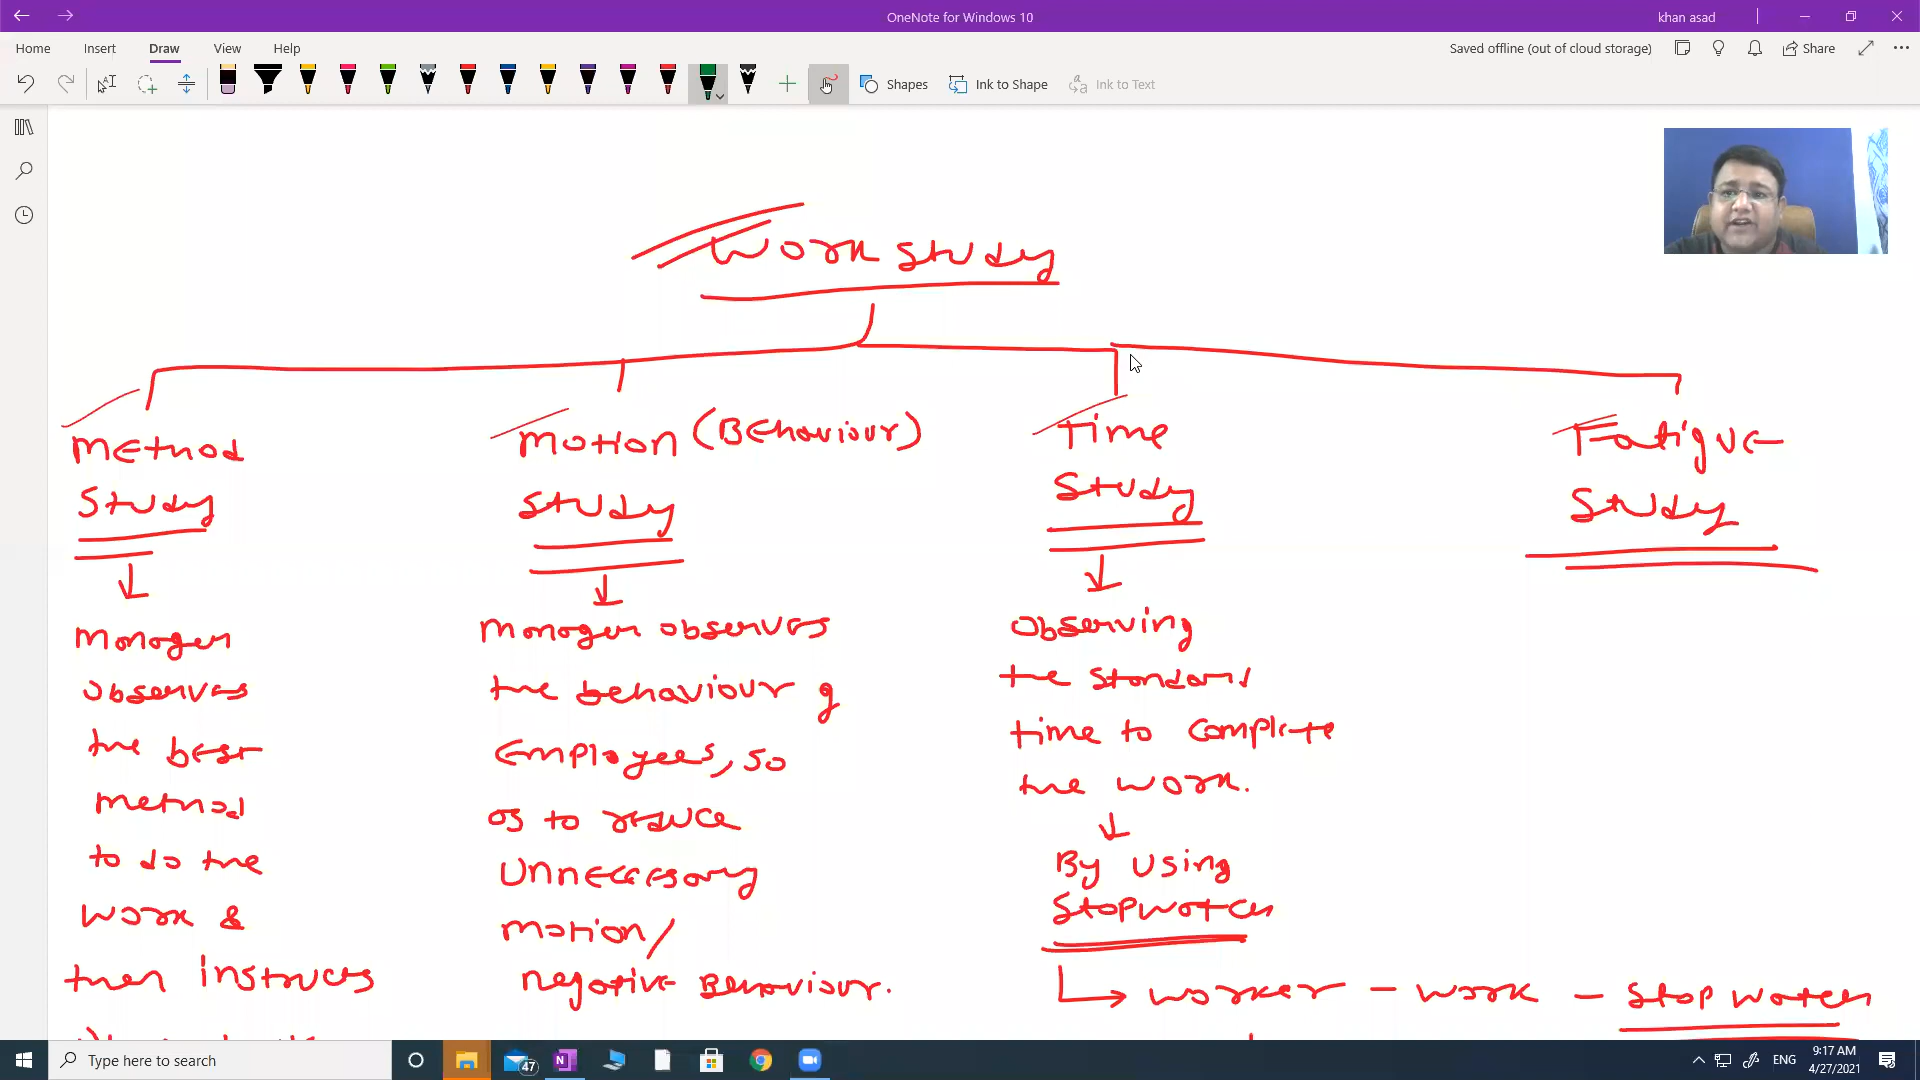 OneNote for Windows 10
khan asad
Home Insert Draw View Help
Saved offline (out of cloud storage)
Share
Shapes
Ink to Shape
Ink to Text
Work Study
Method
Study
Manager
observes
the best
method
to do the
work &
then instructs
Motion (Behaviour)
Study
Manager observes
the behaviour of
Employees, so
as to reduce
Unnecessary
motion/
negative Behaviour.
Time
Study
Observing
the standard
time to complete
the work.
By using
Stopwatch
worker - work - Stop watch
Fatigue
Study
Type here to search
47
ENG
9:17 AM
4/27/2021